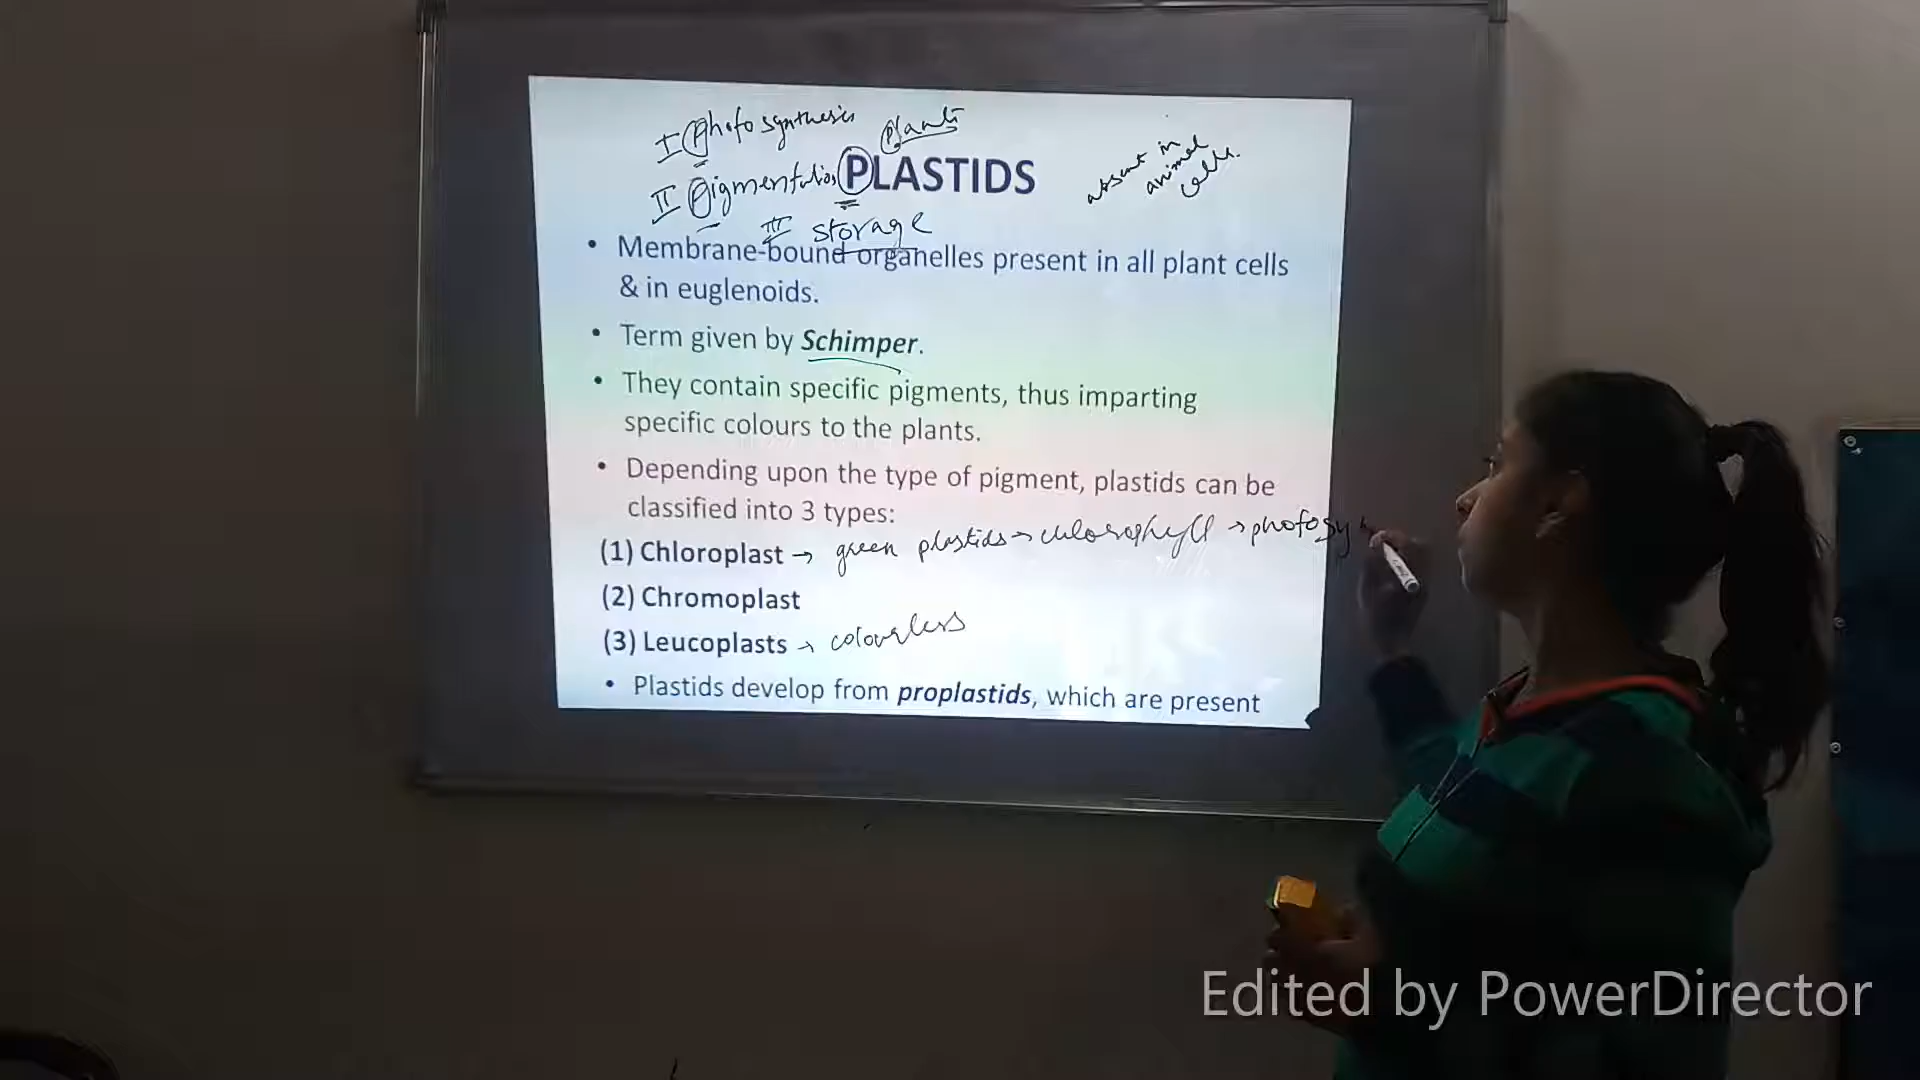 I Photosynthesis
Plants
II Pigmentation
PLASTIDS
absent in
animal
cells.
III storage
• Membrane-bound organelles present in all plant cells
& in euglenoids.
• Term given by Schimper.
• They contain specific pigments, thus imparting
specific colours to the plants.
• Depending upon the type of pigment, plastids can be
classified into 3 types:
(1) Chloroplast → green plastids → chlorophyll → photosy
(2) Chromoplast
(3) Leucoplasts → colourless
• Plastids develop from proplastids, which are present
Edited by PowerDirector